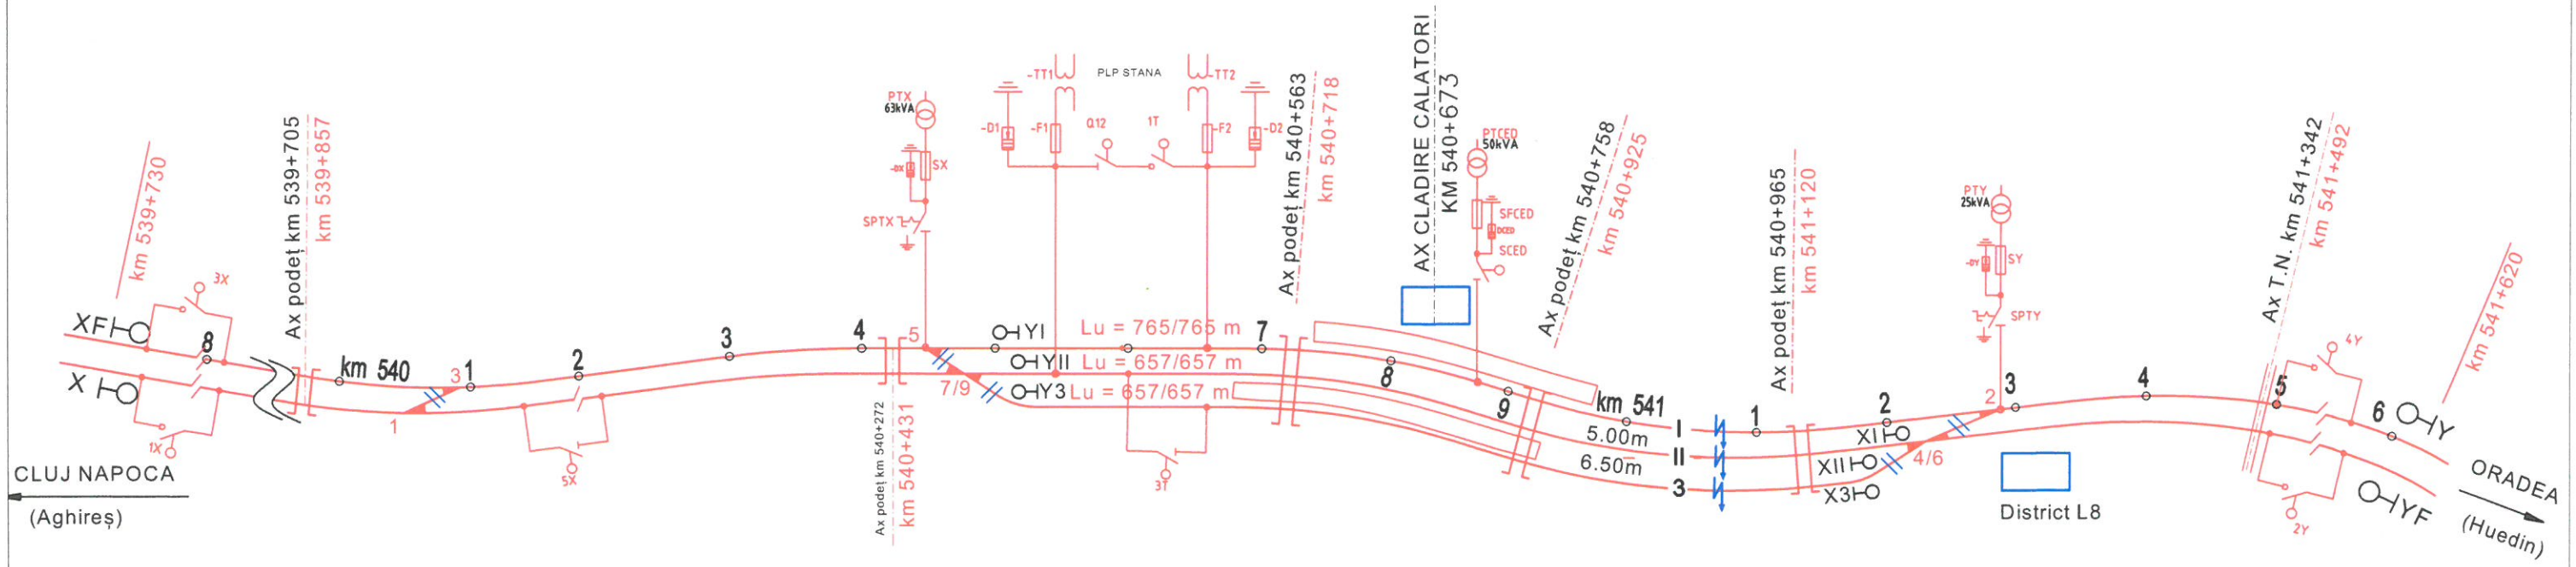 km 539+730
XF
X
8
3X
1X
CLUJ NAPOCA
(Aghireș)
Ax podeț km 539+705
km 539+857
km 540
3
1
1
2
5X
3
4
PTX
63kVA
-DX
SX
SPTX
5
7/9
Ax podeț km 540+272
km 540+431
-TT1
PLP STANA
-TT2
-D1
-F1
Q12
1T
-F2
-D2
YI
YII
Y3
Lu = 765/765 m
Lu = 657/657 m
Lu = 657/657 m
3T
7
Ax podeț km 540+563
km 540+718
AX CLADIRE CALATORI
KM 540+673
8
PTCED
50kVA
SFCED
DCED
SCED
9
Ax podeț km 540+758
km 540+925
km 541
5.00m
6.50m
I
II
3
1
Ax podeț km 540+965
km 541+120
2
XI
XII
X3
4/6
PTY
25kVA
-DY
SY
SPTY
2
3
District L8
4
Ax T.N. km 541+342
km 541+492
5
4Y
2Y
6
Y
YF
km 541+620
ORADEA
(Huedin)